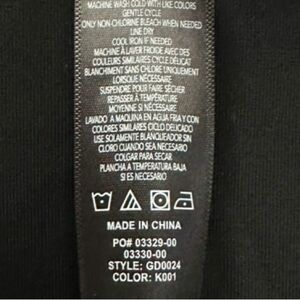 MACHINE WASH COLD WITH LIKE COLORS
GENTLE CYCLE
ONLY NON-CHLORINE BLEACH WHEN NEEDED
LINE DRY
COOL IRON IF NEEDED
MACHINE À LAVER FROIDE AVEC DES
COULEURS SIMILAIRES CYCLE DÉLICAT
BLANCHIMENT SANS CHLORE UNIQUEMENT
LORSQUE NÉCESSAIRE
SUSPENDRE POUR FAIRE SÉCHER
REPASSER À TEMPÉRATURE
MOYENNE SI NÉCESSAIRE
LAVADO A MAQUINA EN AGUA FRIA Y CON
COLORES SIMILARES CICLO DELICADO
USE SOLAMENTE BLANQUEADOR SIN
CLORO CUANDO SEA NECESARIO
COLGAR PARA SECAR
PLANCHA A TEMPERATURA BAJA
SI ES NECESARIO
MADE IN CHINA
PO# 03329-00
03330-00
STYLE: GD0024
COLOR: K001